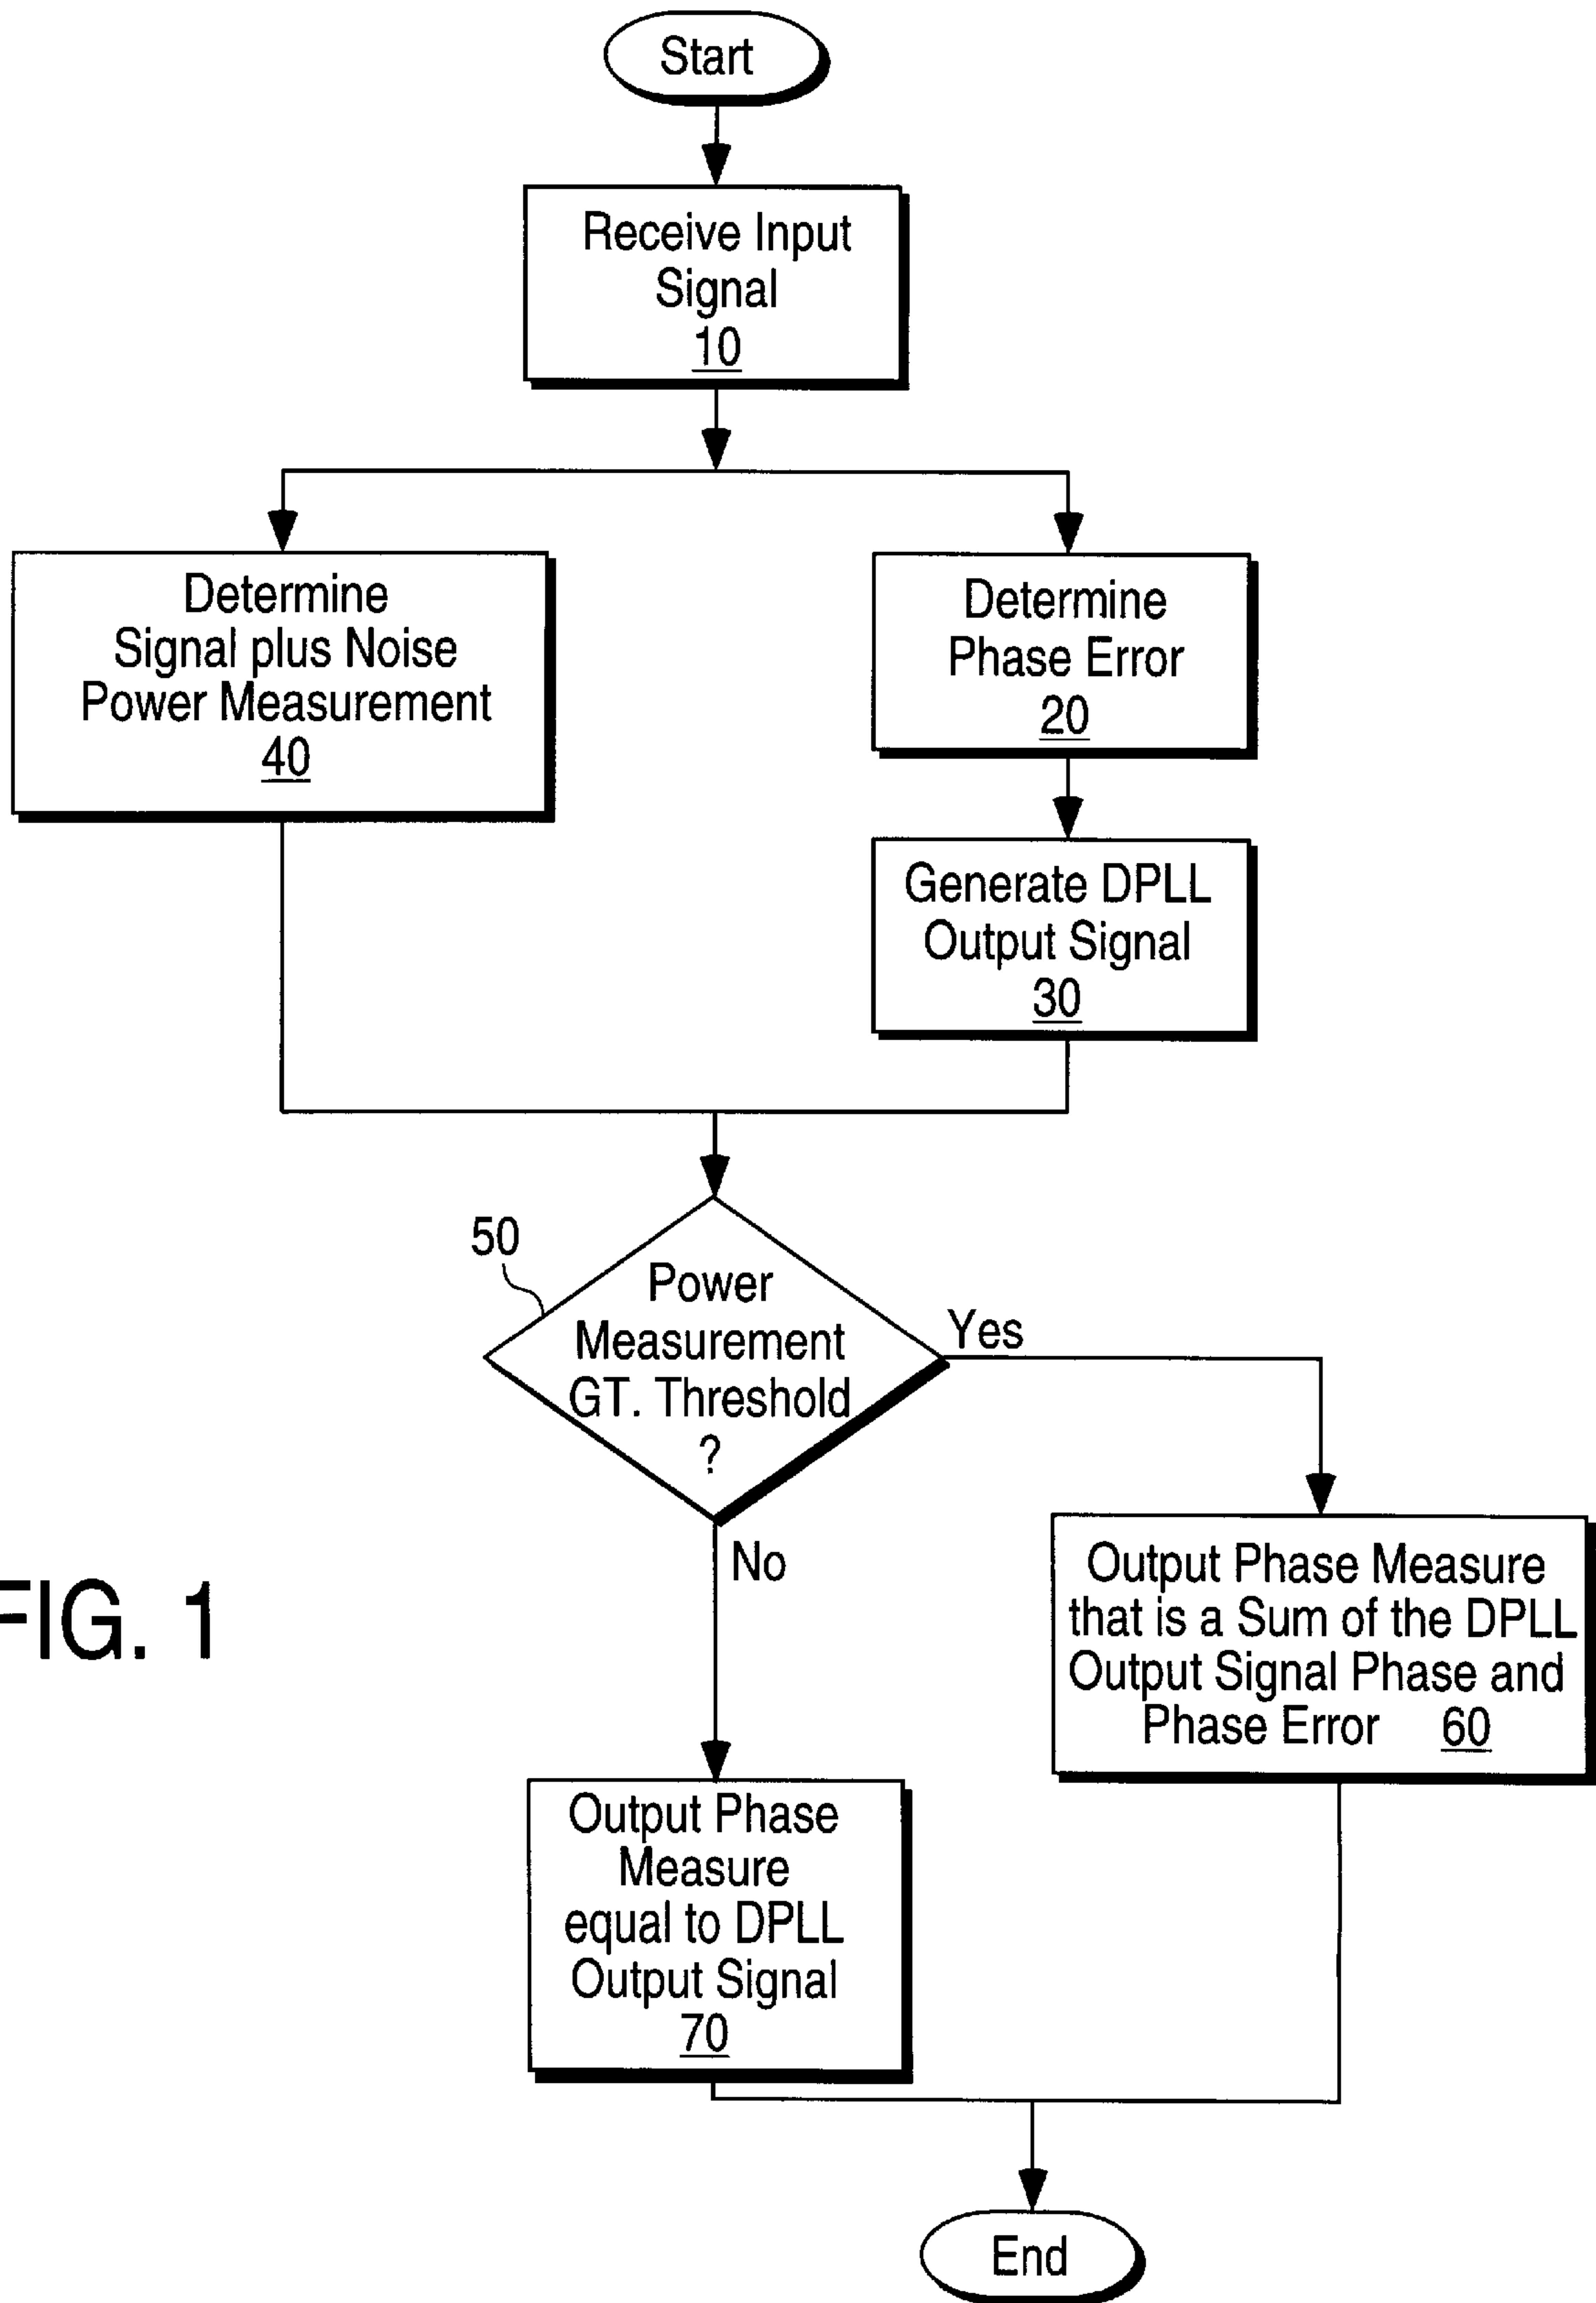 Start
Receive Input
Signal
10
Determine
Signal plus Noise
Power Measurement
40
Determine
Phase Error
20
Generate DPLL
Output Signal
30
50
Power
Measurement
GT. Threshold
?
Yes
No
Output Phase Measure
that is a Sum of the DPLL
Output Signal Phase and
Phase Error 60
FIG. 1
Output Phase
Measure
equal to DPLL
Output Signal
70
End